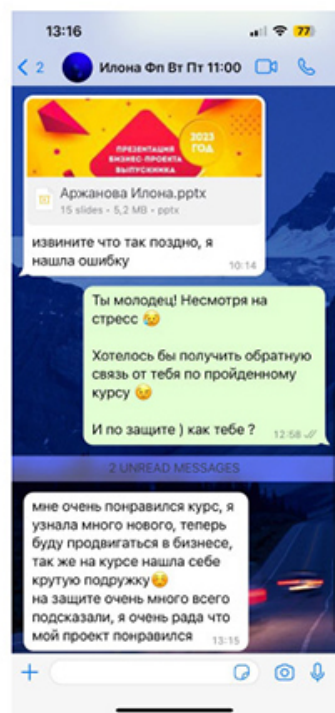 13:16
77
2
Илона Фп Вт Пт 11:00
ПРЕЗЕНТАЦИЯ
БИЗНЕС-ПРОЕКТА
ВЫПУСКНИКА
2023
ГОД
Аржанова Илона.pptx
15 slides • 5,2 MB • pptx
извините что так поздно, я
нашла ошибку
10:14
Ты молодец! Несмотря на
стресс 😥
Хотелось бы получить обратную
связь от тебя по пройденному
курсу 😉
И по защите ) как тебе ?
12:58
2 UNREAD MESSAGES
мне очень понравился курс, я
узнала много нового, теперь
буду продвигаться в бизнесе,
так же на курсе нашла себе
крутую подружку☺️
на защите очень много всего
подсказали, я очень рада что
мой проект понравился
13:15